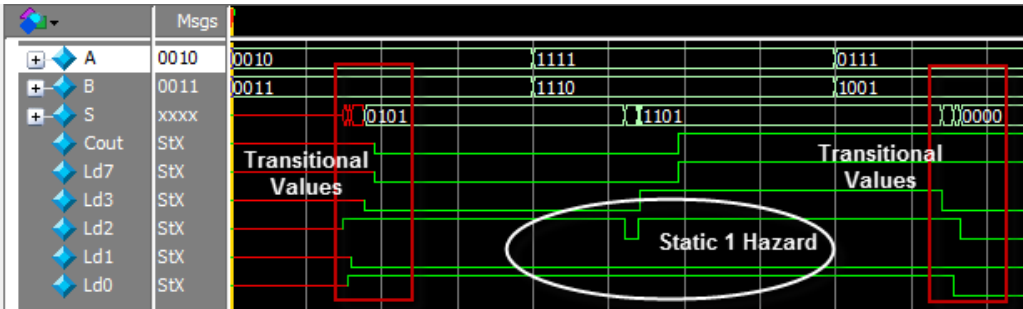 Msgs
A 0010 0010 1111 0111
B 0011 0011 1110 1001
S xxxx 0101 1101 0000
Cout StX
Ld7 StX
Ld3 StX
Ld2 StX
Ld1 StX
Ld0 StX
Transitional
Values
Static 1 Hazard
Transitional
Values